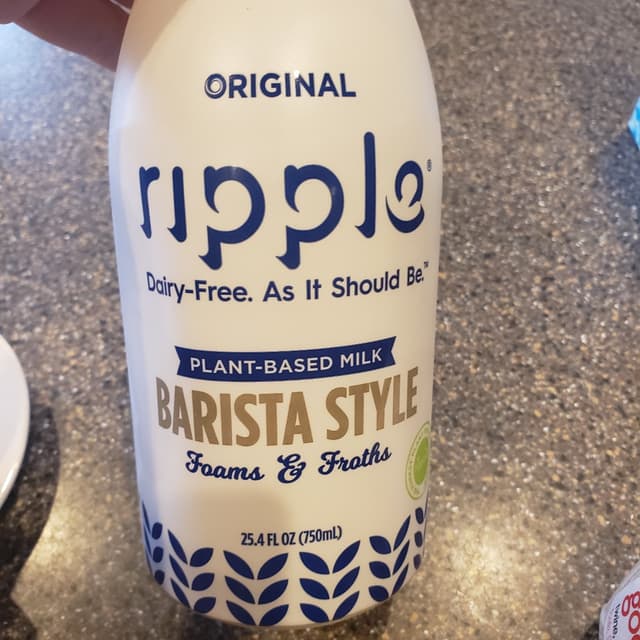 ORIGINAL
ripple®
Dairy-Free. As It Should Be.™
PLANT-BASED MILK
BARISTA STYLE
Foams & Froths
25.4 FL OZ (750mL)